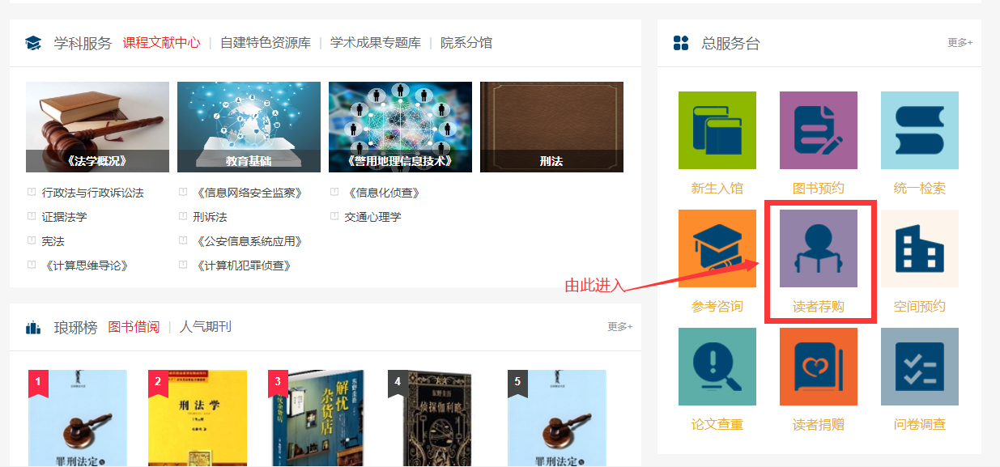 学科服务 课程文献中心 | 自建特色资源库 | 学术成果专题库 | 院系分馆
《法学概况》 教育基础 《警用地理信息技术》 刑法
行政法与行政诉讼法 《信息网络安全监察》 《信息化侦查》
证据法学 刑诉法 交通心理学
宪法 《公安信息系统应用》
《计算思维导论》 《计算机犯罪侦查》
总服务台 更多+
新生入馆 图书预约 统一检索
由此进入
参考咨询 读者荐购 空间预约
论文查重 读者捐赠 问卷调查
琅琊榜 图书借阅 | 人气期刊 更多+
1 2 3 4 5
刑法学
解忧
杂货店
东野圭吾
侦探伽利略
罪刑法定
罪刑法定